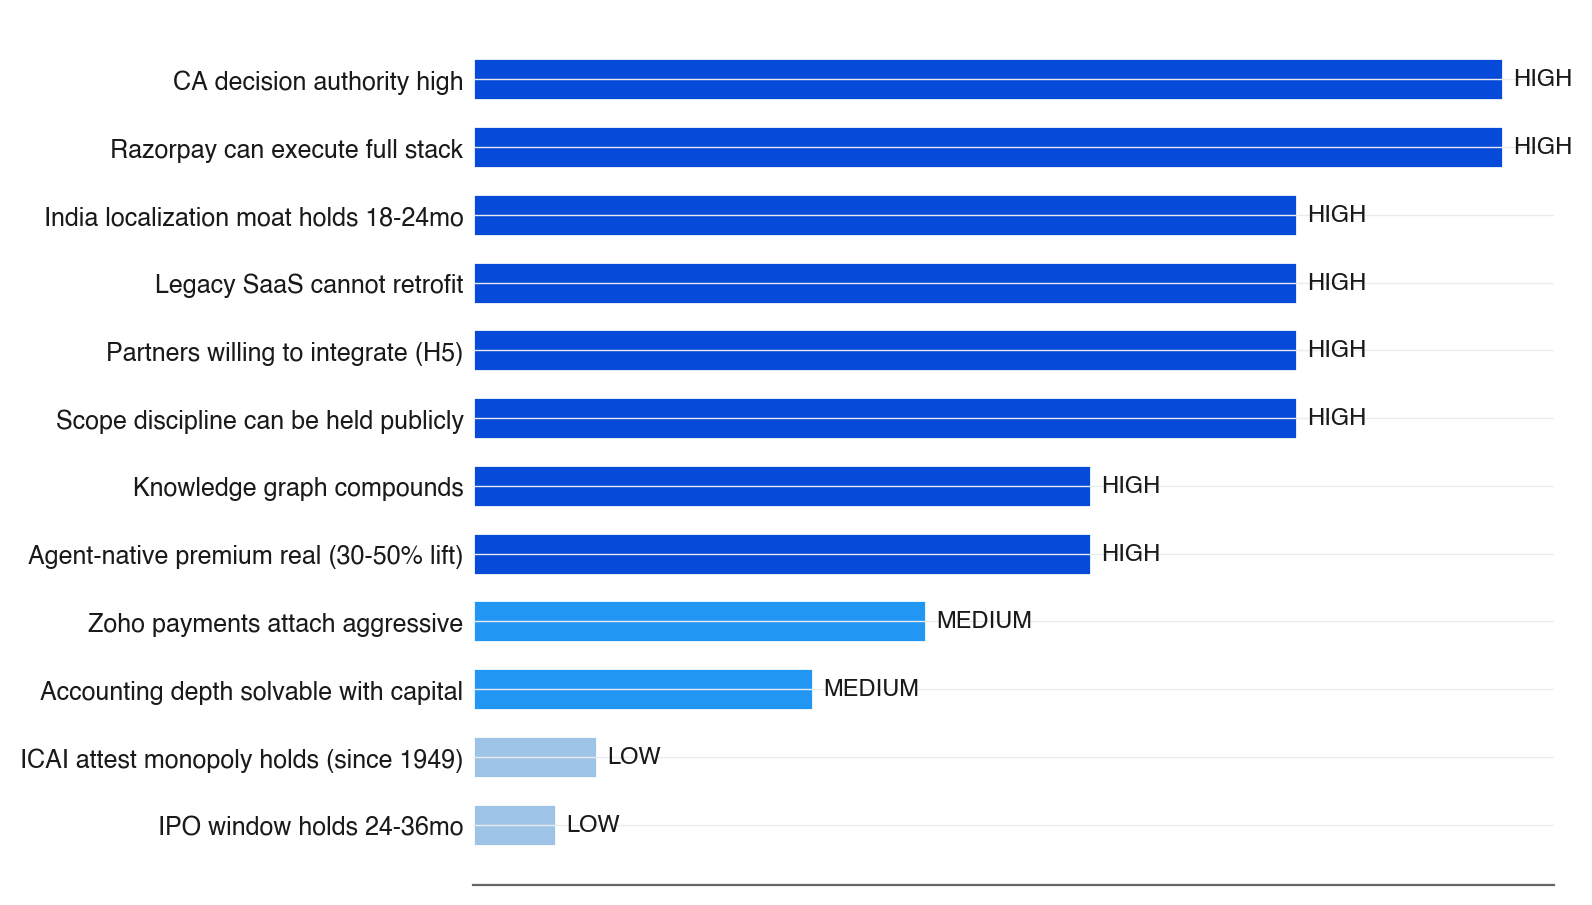 CA decision authority high HIGH
Razorpay can execute full stack HIGH
India localization moat holds 18-24mo HIGH
Legacy SaaS cannot retrofit HIGH
Partners willing to integrate (H5) HIGH
Scope discipline can be held publicly HIGH
Knowledge graph compounds HIGH
Agent-native premium real (30-50% lift) HIGH
Zoho payments attach aggressive MEDIUM
Accounting depth solvable with capital MEDIUM
ICAI attest monopoly holds (since 1949) LOW
IPO window holds 24-36mo LOW